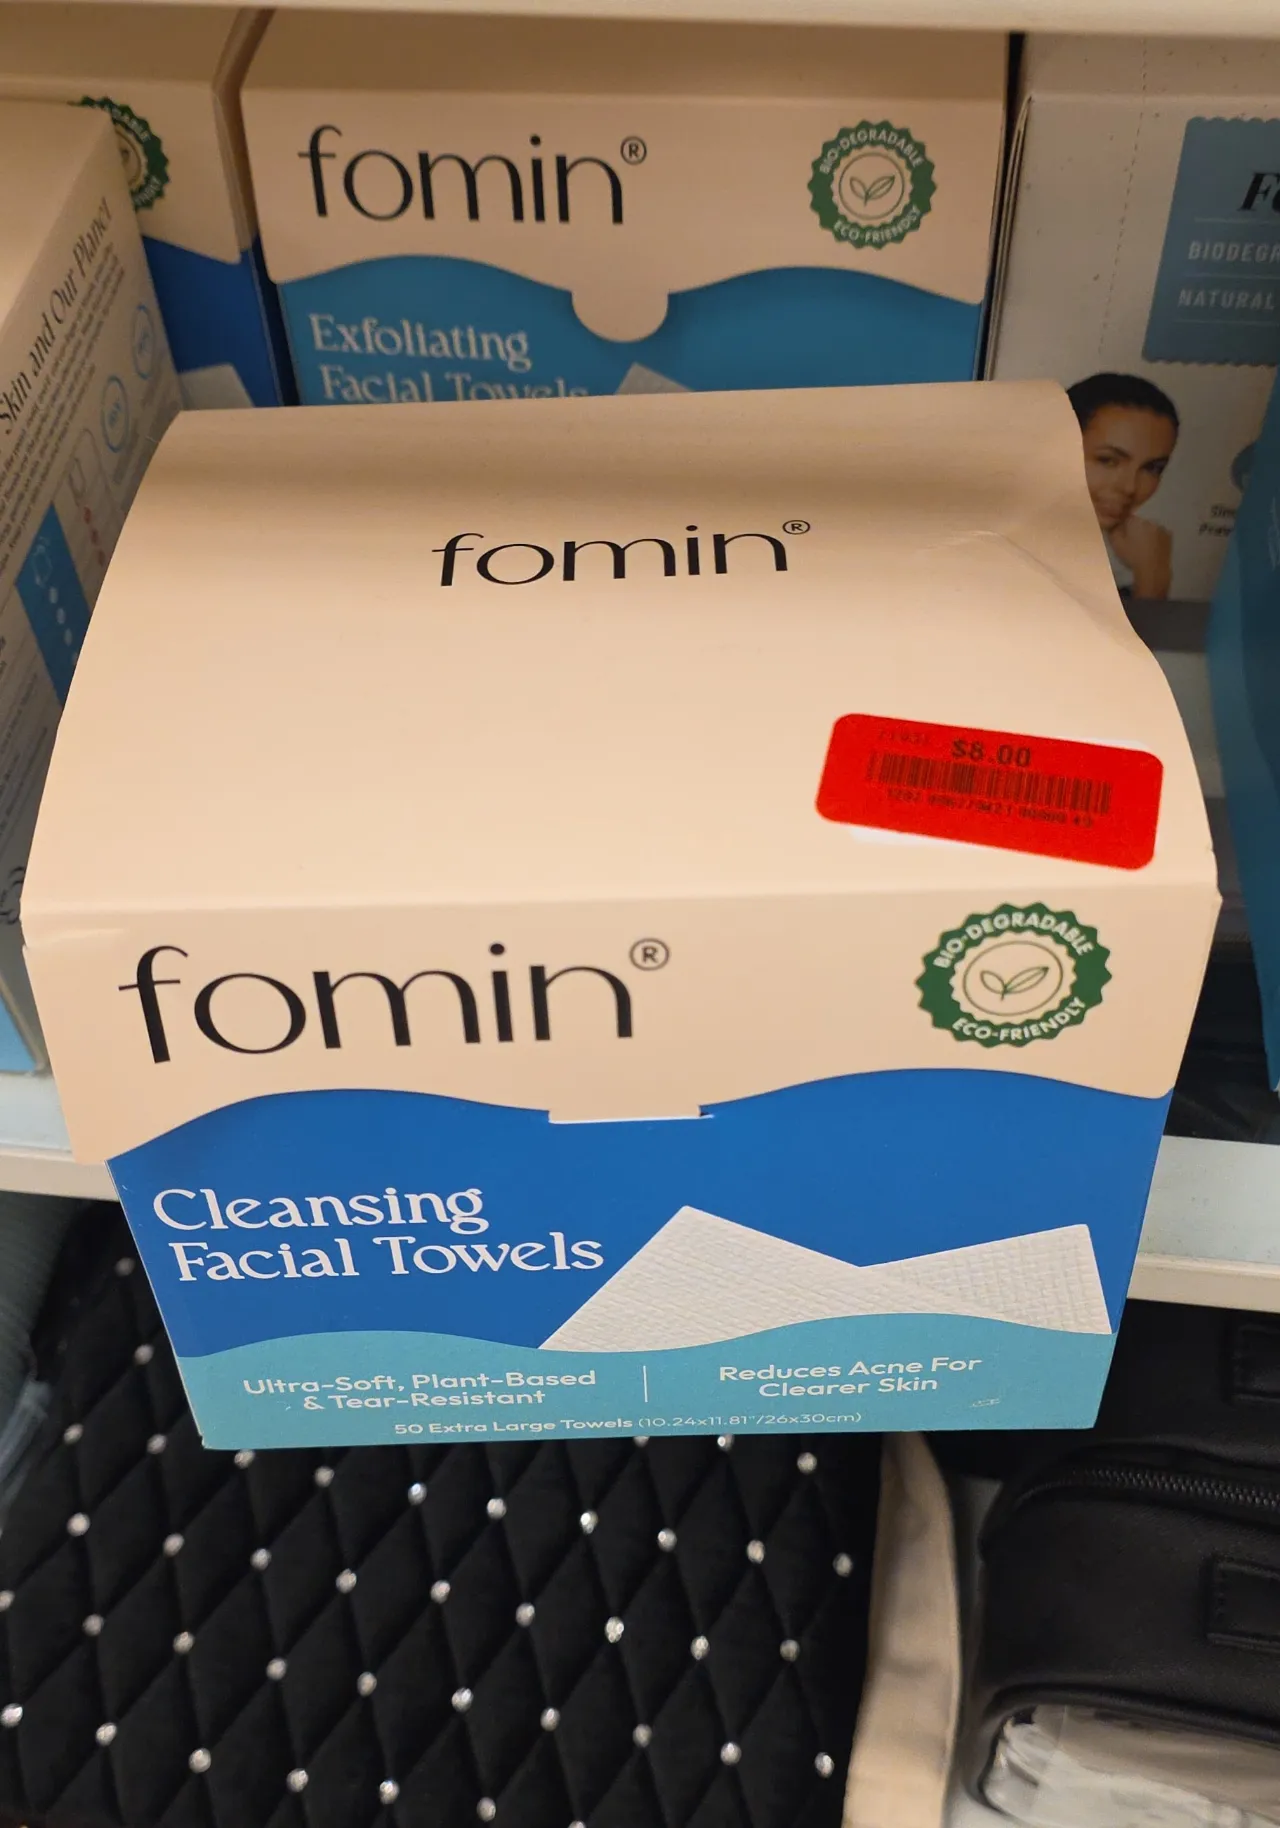 fomin®
BIO-DEGRADABLE
ECO-FRIENDLY
Exfoliating
Facial Towels
Skin and Our Planet
BIODEGR
NATURAL
fomin®
$8.00
fomin®
BIO-DEGRADABLE
ECO-FRIENDLY
Cleansing
Facial Towels
Ultra-Soft, Plant-Based
& Tear-Resistant
Reduces Acne For
Clearer Skin
50 Extra Large Towels (10.24x11.81"/26x30cm)